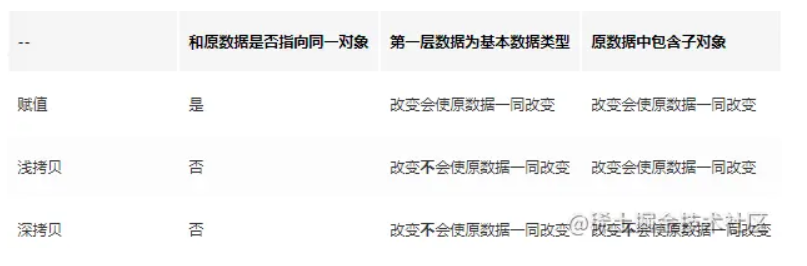 -- 和原数据是否指向同一对象 第一层数据为基本数据类型 原数据中包含子对象
赋值 是 改变会使原数据一同改变 改变会使原数据一同改变
浅拷贝 否 改变不会使原数据一同改变 改变会使原数据一同改变
深拷贝 否 改变不会使原数据一同改变 改变不会使原数据一同改变
@稀土掘金技术社区